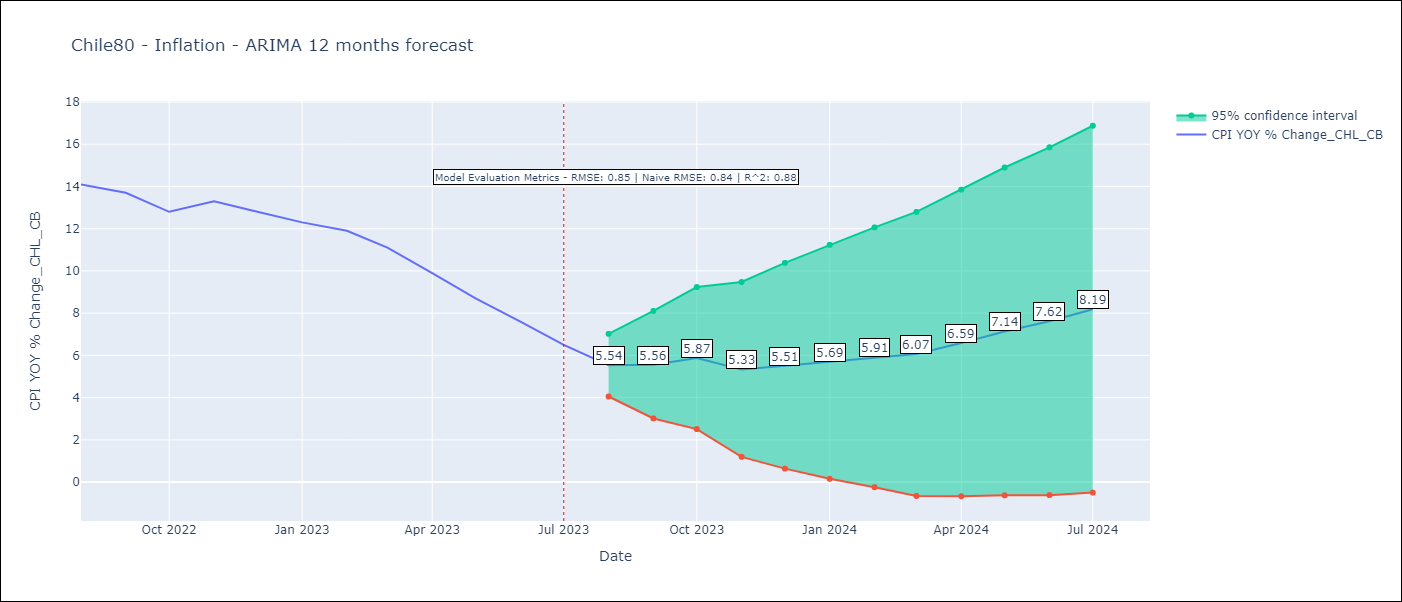 Chile80 - Inflation - ARIMA 12 months forecast
95% confidence interval
CPI YOY % Change_CHL_CB
Model Evaluation Metrics - RMSE: 0.85 | Naive RMSE: 0.84 | R^2: 0.88
CPI YOY % Change_CHL_CB
18
16
14
12
10
8
6
4
2
0
5.54
5.56
5.87
5.33
5.51
5.69
5.91
6.07
6.59
7.14
7.62
8.19
Oct 2022
Jan 2023
Apr 2023
Jul 2023
Oct 2023
Jan 2024
Apr 2024
Jul 2024
Date